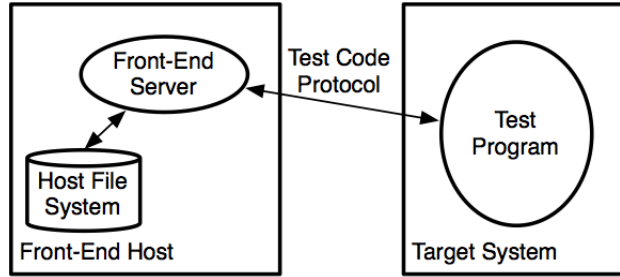 Front-End
Server
Test Code
Protocol
Test
Program
Host File
System
Front-End Host
Target System